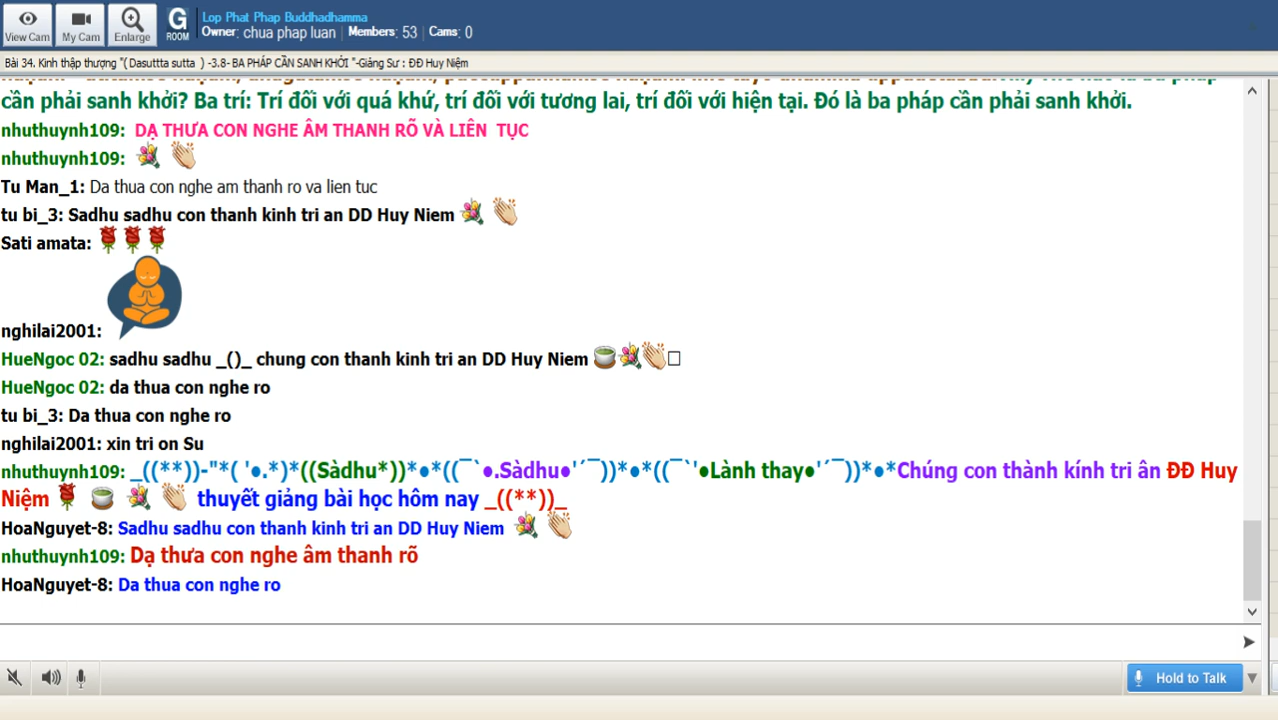 View Cam
My Cam
Enlarge
G
ROOM
Lop Phat Phap Buddhadhamma
Owner: chua phap luan | Members: 53 | Cams: 0
Bài 34. Kinh thập thượng "( Dasuttta sutta ) -3.8- BA PHÁP CẦN SANH KHỞI "-Giảng Sư : ĐĐ Huy Niệm
cần phải sanh khởi? Ba trí: Trí đối với quá khứ, trí đối với tương lai, trí đối với hiện tại. Đó là ba pháp cần phải sanh khởi.
nhuthuynh109: DẠ THƯA CON NGHE ÂM THANH RÕ VÀ LIÊN TỤC
nhuthuynh109:
Tu Man_1: Da thua con nghe am thanh ro va lien tuc
tu bi_3: Sadhu sadhu con thanh kinh tri an DD Huy Niem
Sati amata:
nghilai2001:
HueNgoc 02: sadhu sadhu _()_ chung con thanh kinh tri an DD Huy Niem
HueNgoc 02: da thua con nghe ro
tu bi_3: Da thua con nghe ro
nghilai2001: xin tri on Su
nhuthuynh109: _((**))-"*( '●.*)*((Sàdhu*))*●*((¯`●.Sàdhu●'´¯))*●*((¯`'●Lành thay●'´¯))*●*Chúng con thành kính tri ân ĐĐ Huy
Niệm thuyết giảng bài học hôm nay _((**))_
HoaNguyet-8: Sadhu sadhu con thanh kinh tri an DD Huy Niem
nhuthuynh109: Dạ thưa con nghe âm thanh rõ
HoaNguyet-8: Da thua con nghe ro
Hold to Talk